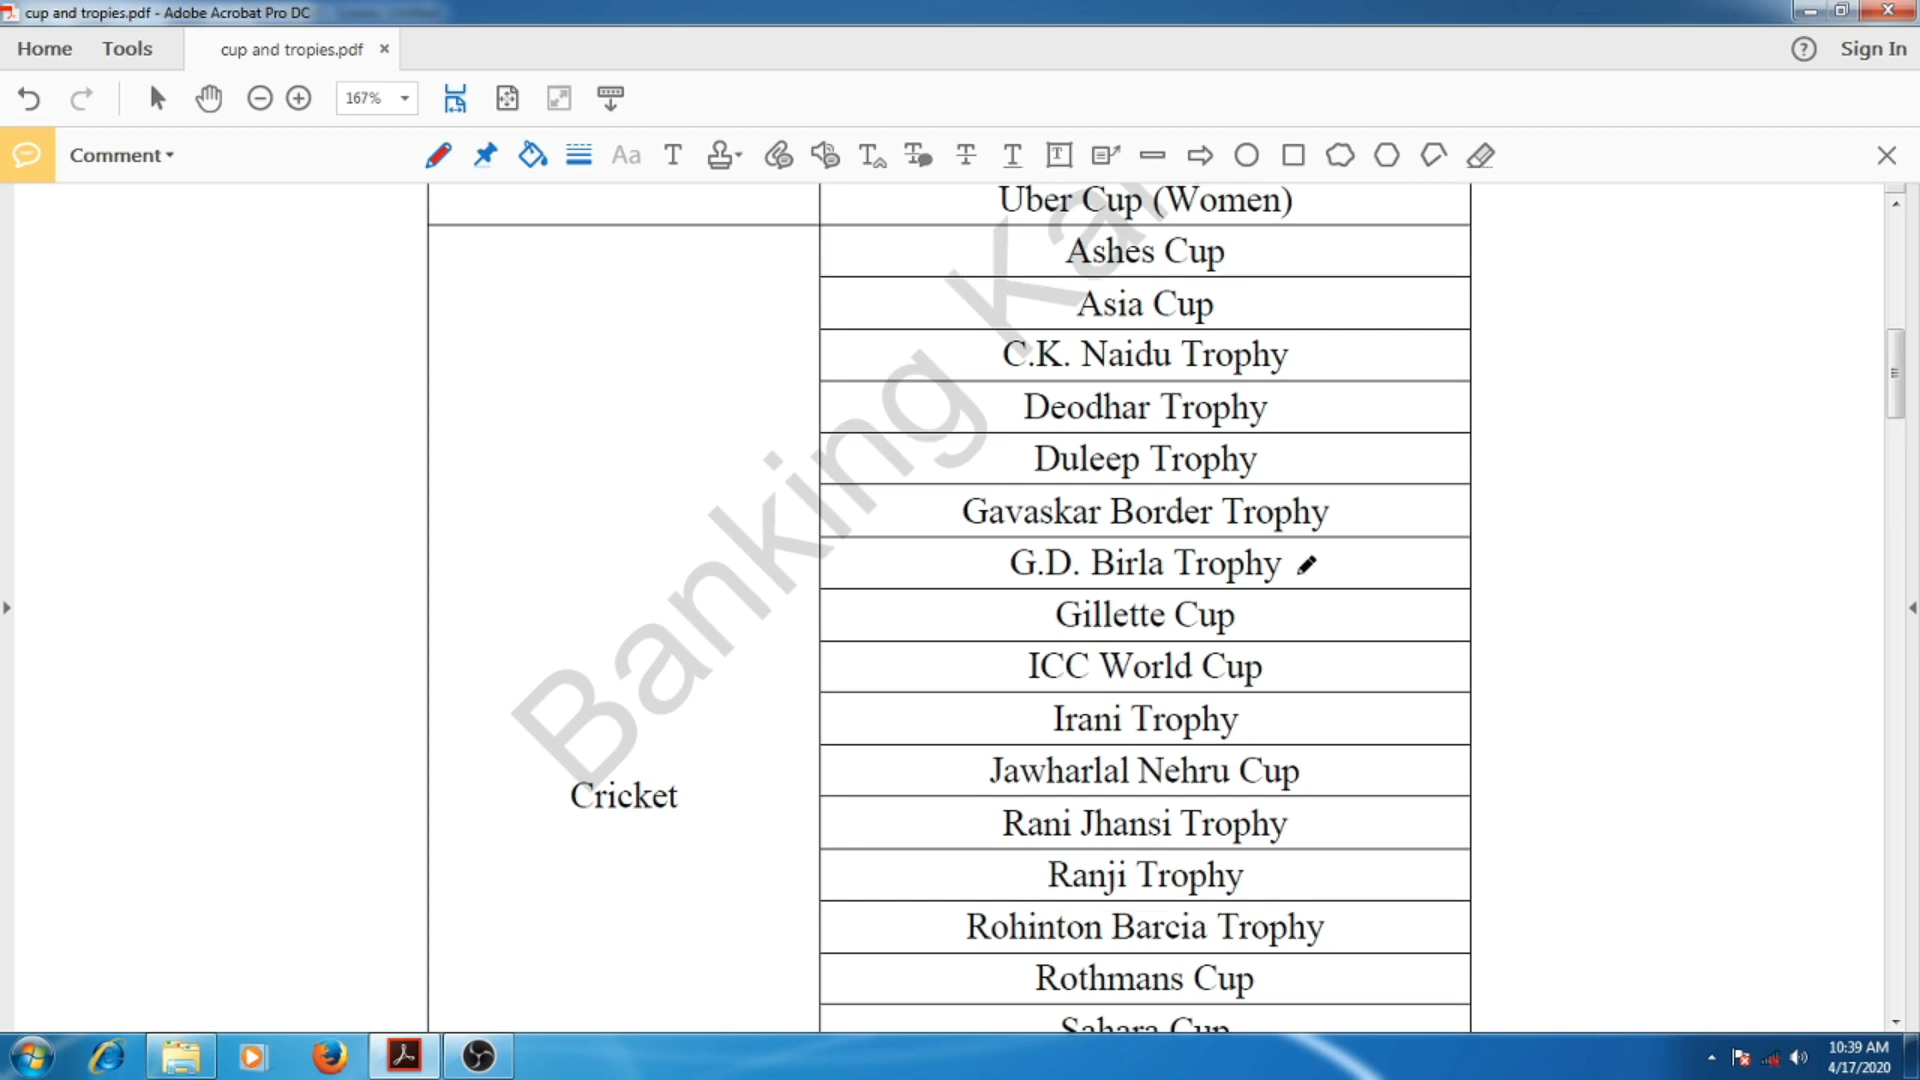 cup and tropies.pdf - Adobe Acrobat Pro DC
Home
Tools
cup and tropies.pdf
Sign In
167%
Comment
Uber Cup (Women)
Ashes Cup
Asia Cup
C.K. Naidu Trophy
Deodhar Trophy
Duleep Trophy
Gavaskar Border Trophy
G.D. Birla Trophy
Gillette Cup
ICC World Cup
Irani Trophy
Jawharlal Nehru Cup
Cricket
Rani Jhansi Trophy
Ranji Trophy
Rohinton Barcia Trophy
Rothmans Cup
Sahara Cup
Banking
10:39 AM
4/17/2020